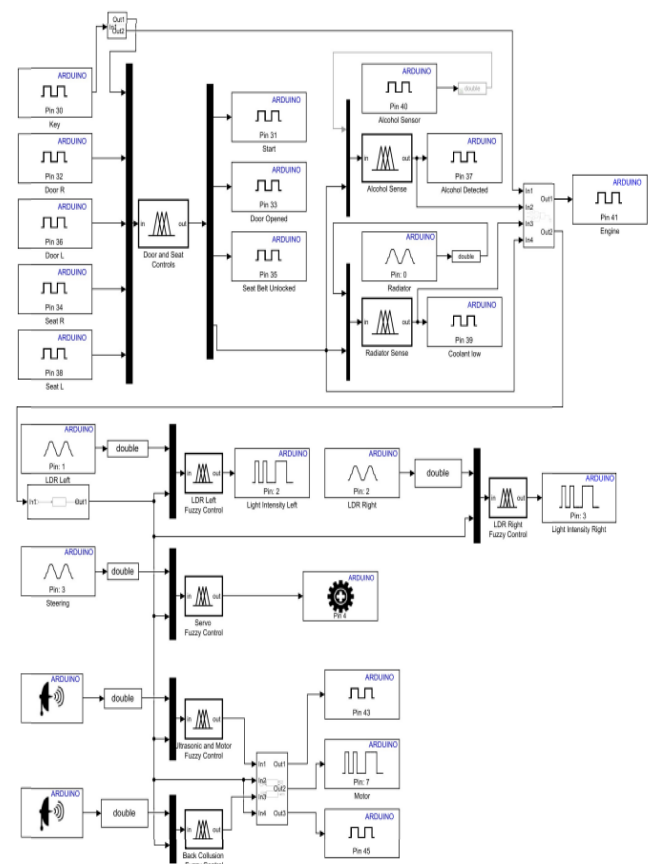 Out1
In1
Out2
ARDUINO
Pin 30
Key
ARDUINO
Pin 32
Door R
ARDUINO
Pin 36
Door L
ARDUINO
Pin 34
Seat R
ARDUINO
Pin 38
Seat L
in out
Door and Seat
Controls
ARDUINO
Pin 31
Start
ARDUINO
Pin 33
Door Opened
ARDUINO
Pin 35
Seat Belt Unlocked
ARDUINO
Pin 40
Alcohol Sensor
double
in out
Alcohol Sense
ARDUINO
Pin 37
Alcohol Detected
ARDUINO
Pin: 0
Radiator
double
in out
Radiator Sense
ARDUINO
Pin 39
Coolant low
In1
Out1
In2
In3
Out2
In4
ARDUINO
Pin 41
Engine
ARDUINO
Pin: 1
LDR Left
double
In1 Out1
in out
LDR Left
Fuzzy Control
ARDUINO
Pin: 2
Light Intensity Left
ARDUINO
Pin: 2
LDR Right
double
in out
LDR Right
Fuzzy Control
ARDUINO
Pin: 3
Light Intensity Right
ARDUINO
Pin: 3
Steering
double
in out
Servo
Fuzzy Control
ARDUINO
Pin 4
ARDUINO
double
in out
Ultrasonic and Motor
Fuzzy Control
ARDUINO
double
in out
Back Collusion
Fuzzy Control
In1 Out1
In2
Out2
In3
In4 Out3
ARDUINO
Pin 43
ARDUINO
Pin: 7
Motor
ARDUINO
Pin 45